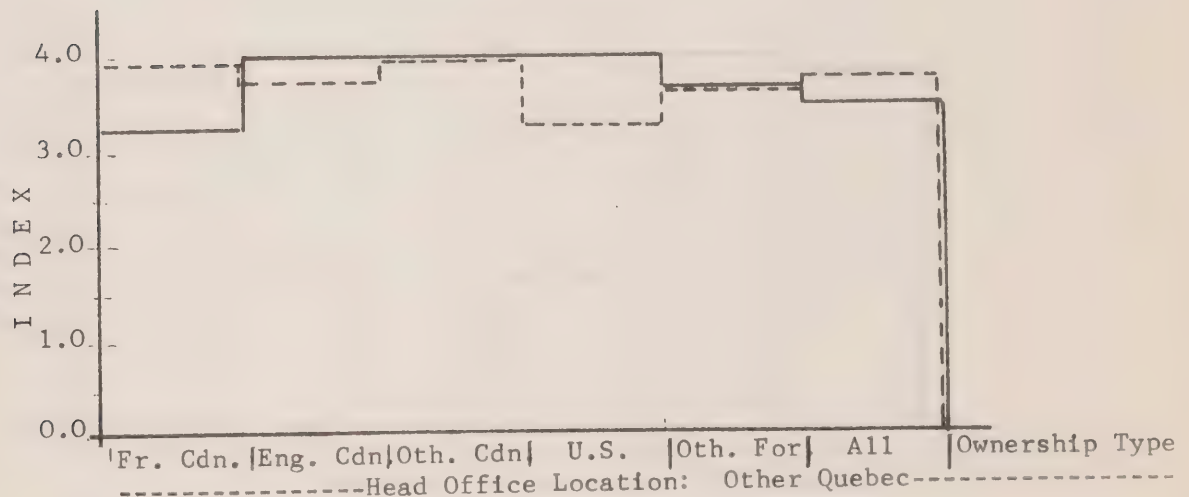 4.0
3.0
INDEX
2.0
1.0
0.0
Fr. Cdn. |Eng. Cdn|Oth. Cdn| U.S. |Oth. For| All |Ownership Type
------------------Head Office Location: Other Quebec------------------